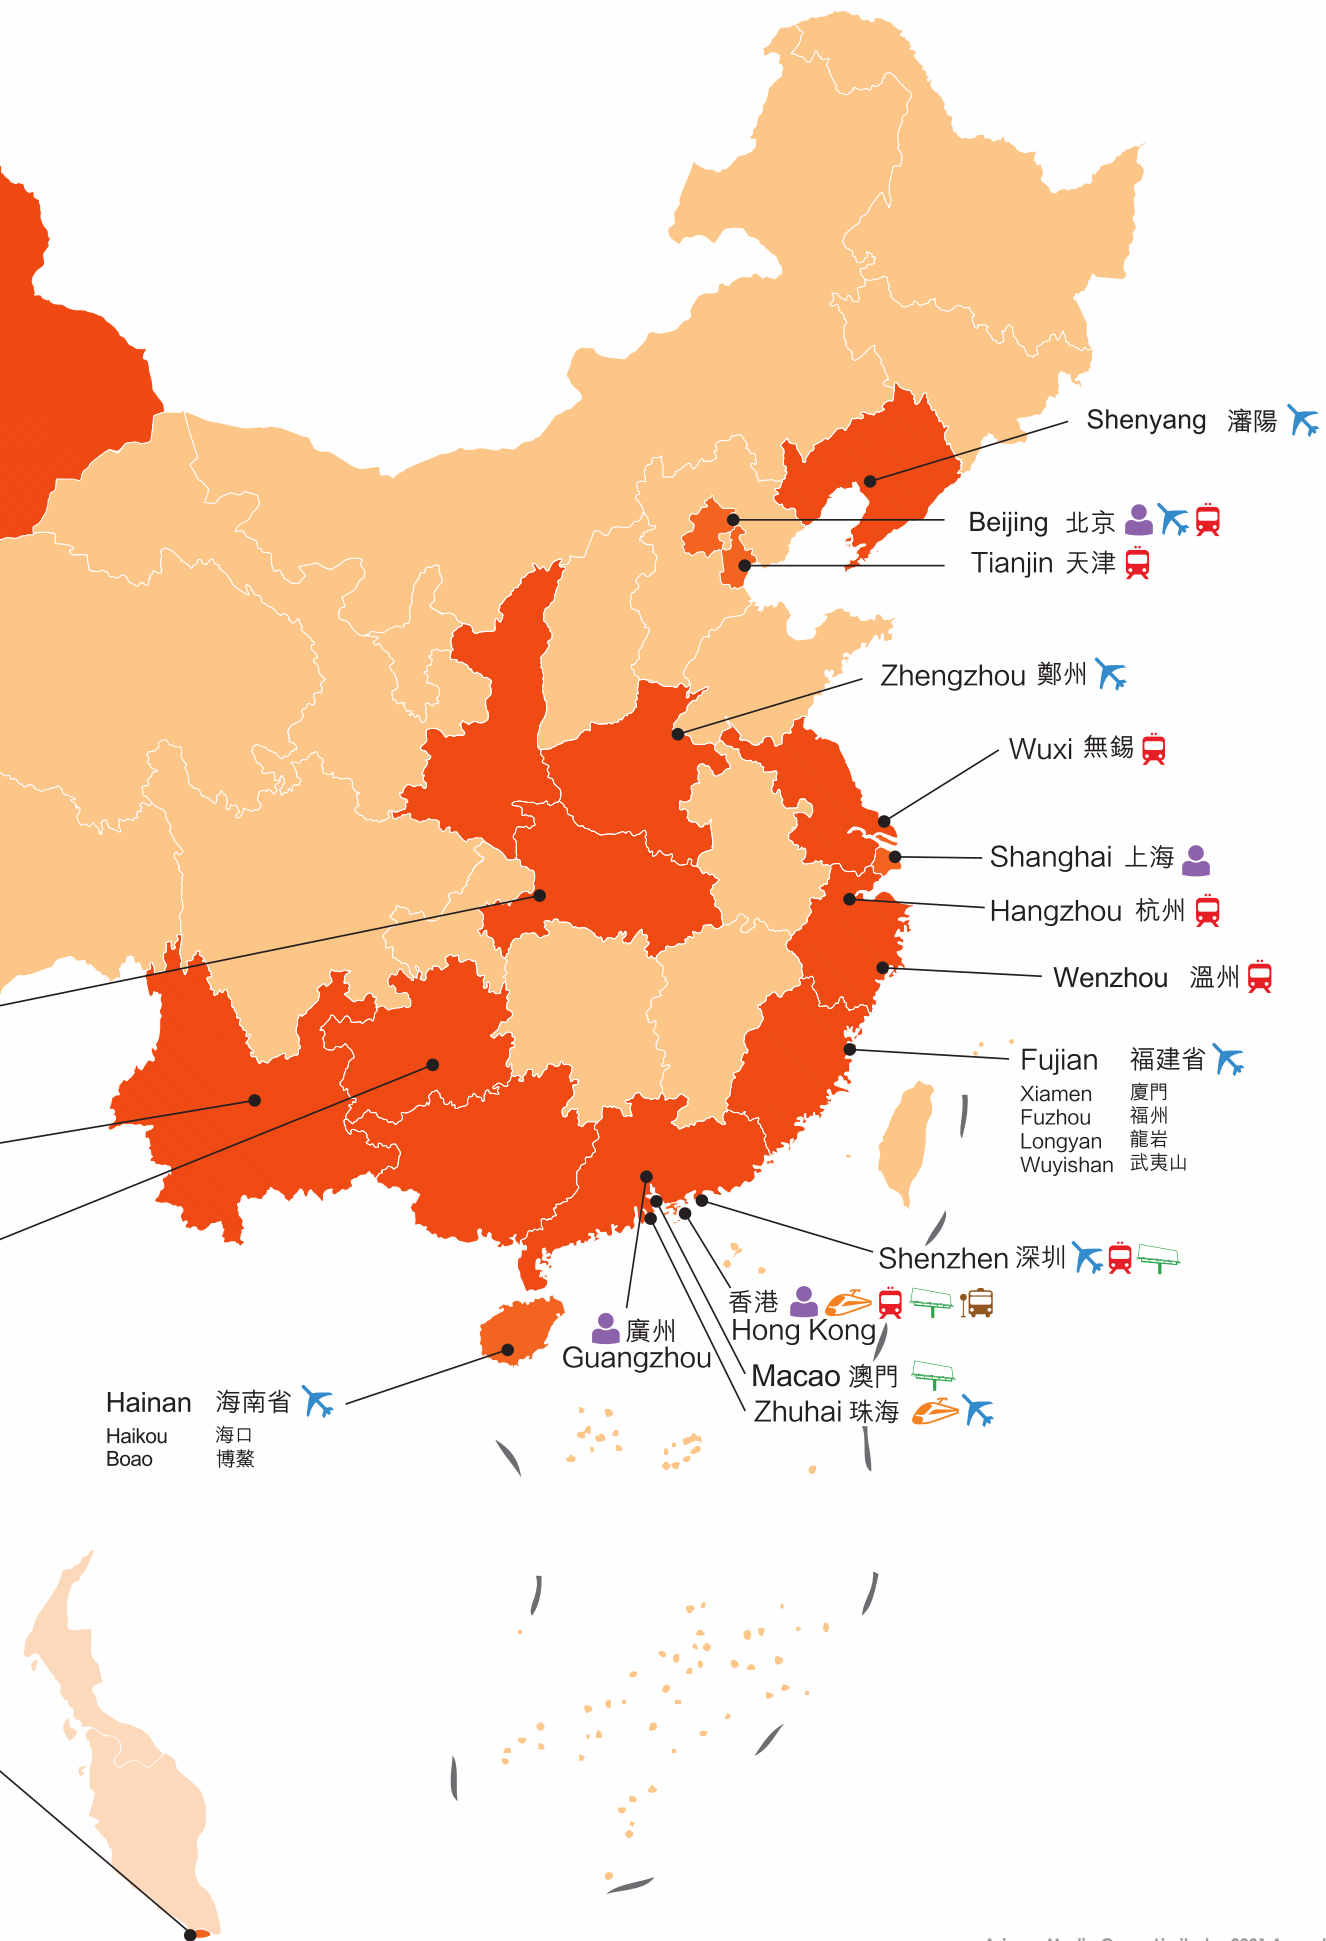 Shenyang 瀋陽
Beijing 北京
Tianjin 天津
Zhengzhou 鄭州
Wuxi 無錫
Shanghai 上海
Hangzhou 杭州
Wenzhou 溫州
Fujian 福建省
Xiamen 廈門
Fuzhou 福州
Longyan 龍岩
Wuyishan 武夷山
Shenzhen 深圳
香港
Hong Kong
廣州
Guangzhou
Macao 澳門
Zhuhai 珠海
Hainan 海南省
Haikou 海口
Boao 博鰲